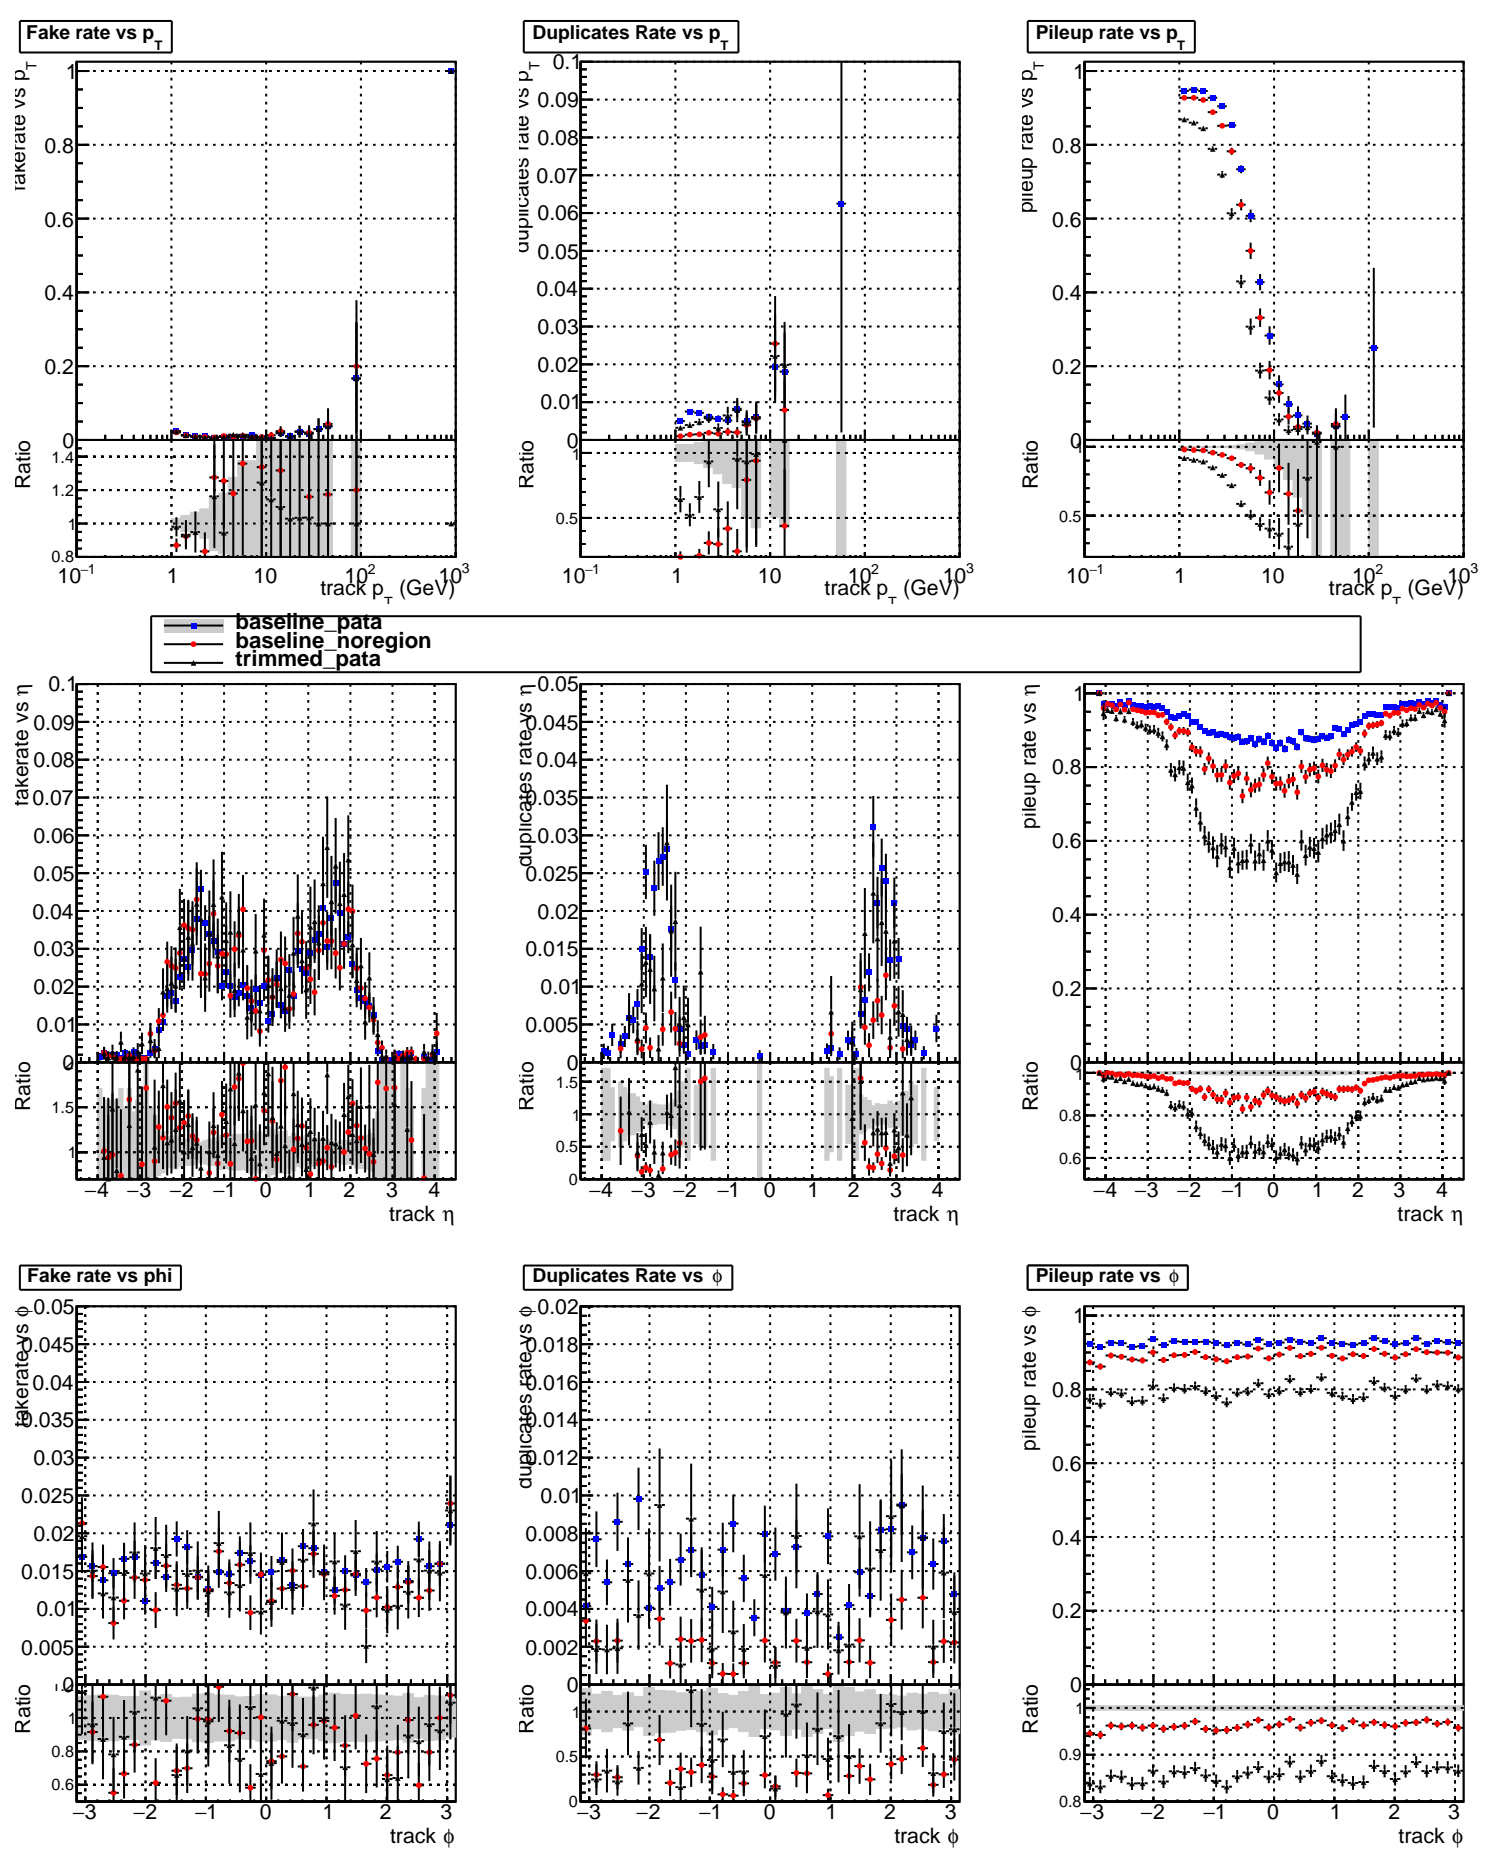 Fake rate vs p_T
Duplicates Rate vs p_T
Pileup rate vs p_T
fakerate vs p_T
1
0.8
0.6
0.4
0.2
0
Ratio
1.4
1.2
1
0.8
10⁻¹ 1 10 10² 10³
track p_T (GeV)
duplicates rate vs p_T
0.1
0.09
0.08
0.07
0.06
0.05
0.04
0.03
0.02
0.01
0
Ratio
1
0.5
10⁻¹ 1 10 10² 10³
track p_T (GeV)
pileup rate vs p_T
1
0.8
0.6
0.4
0.2
0
Ratio
1
0.5
10⁻¹ 1 10 10² 10³
track p_T (GeV)
baseline_pata
baseline_noregion
trimmed_pata
fakerate vs η
0.1
0.09
0.08
0.07
0.06
0.05
0.04
0.03
0.02
0.01
0
Ratio
1.5
1
−4 −3 −2 −1 0 1 2 3 4
track η
duplicates rate vs η
0.05
0.045
0.04
0.035
0.03
0.025
0.02
0.015
0.01
0.005
0
Ratio
1.5
1
0.5
0
−4 −3 −2 −1 0 1 2 3 4
track η
pileup rate vs η
1
0.8
0.6
0.4
0.2
0
Ratio
1
0.8
0.6
−4 −3 −2 −1 0 1 2 3 4
track η
Fake rate vs phi
Duplicates Rate vs ϕ
Pileup rate vs ϕ
fakerate vs ϕ
0.05
0.045
0.04
0.035
0.03
0.025
0.02
0.015
0.01
0.005
0
Ratio
1
0.8
0.6
−3 −2 −1 0 1 2 3
track ϕ
duplicates rate vs ϕ
0.02
0.018
0.016
0.014
0.012
0.01
0.008
0.006
0.004
0.002
0
Ratio
1
0.5
0
−3 −2 −1 0 1 2 3
track ϕ
pileup rate vs ϕ
1
0.8
0.6
0.4
0.2
0
Ratio
1
0.9
0.8
−3 −2 −1 0 1 2 3
track ϕ